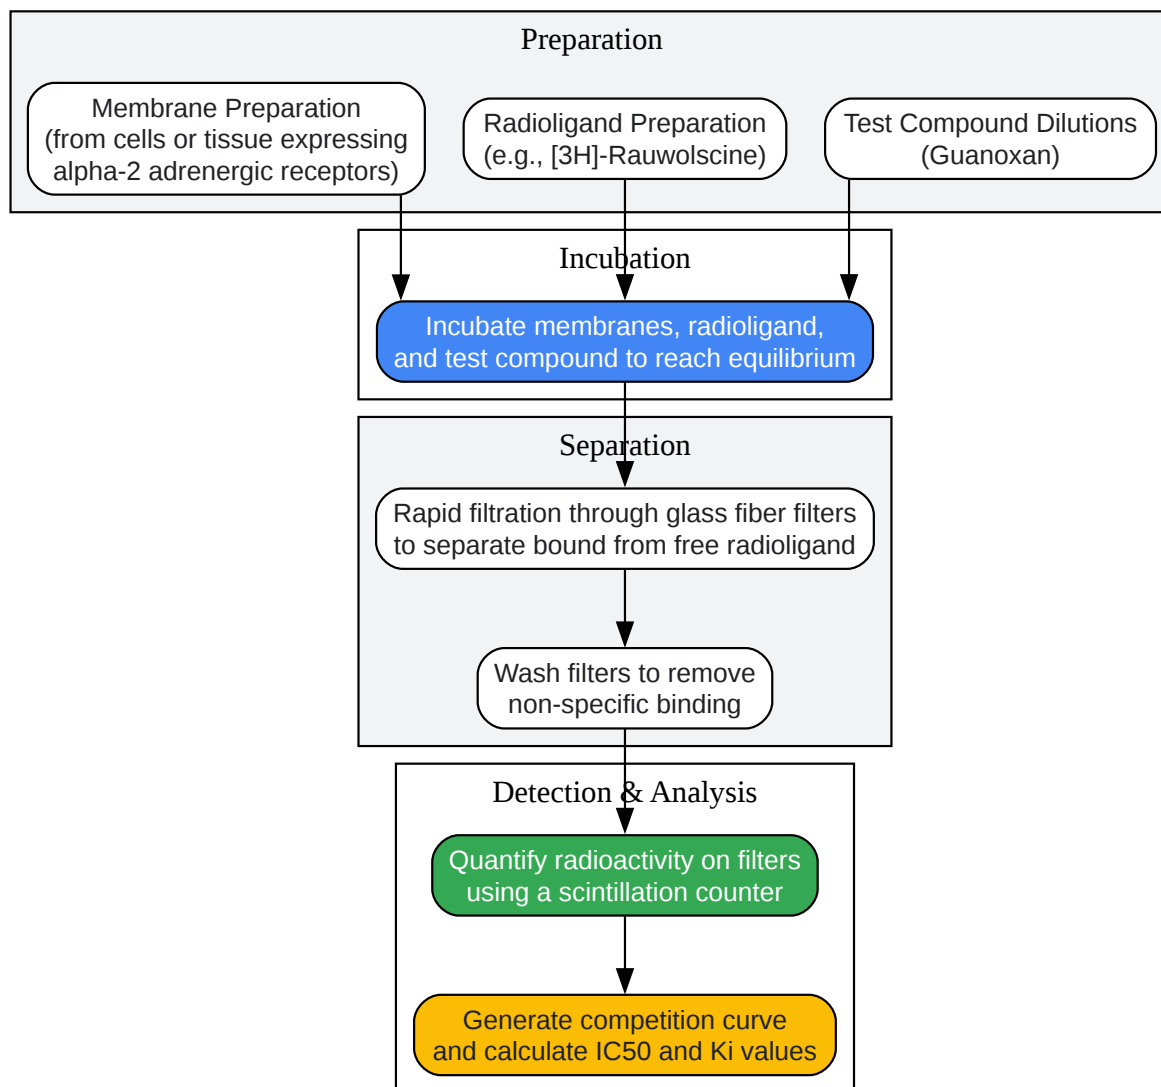 Preparation
Membrane Preparation
(from cells or tissue expressing
alpha-2 adrenergic receptors)
Radioligand Preparation
(e.g., [3H]-Rauwolscine)
Test Compound Dilutions
(Guanoxan)
Incubation
Incubate membranes, radioligand,
and test compound to reach equilibrium
Separation
Rapid filtration through glass fiber filters
to separate bound from free radioligand
Wash filters to remove
non-specific binding
Detection & Analysis
Quantify radioactivity on filters
using a scintillation counter
Generate competition curve
and calculate IC50 and Ki values